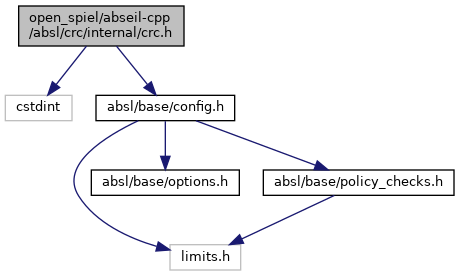 open_spiel/abseil-cpp
/absl/crc/internal/crc.h
cstdint
absl/base/config.h
absl/base/options.h
absl/base/policy_checks.h
limits.h